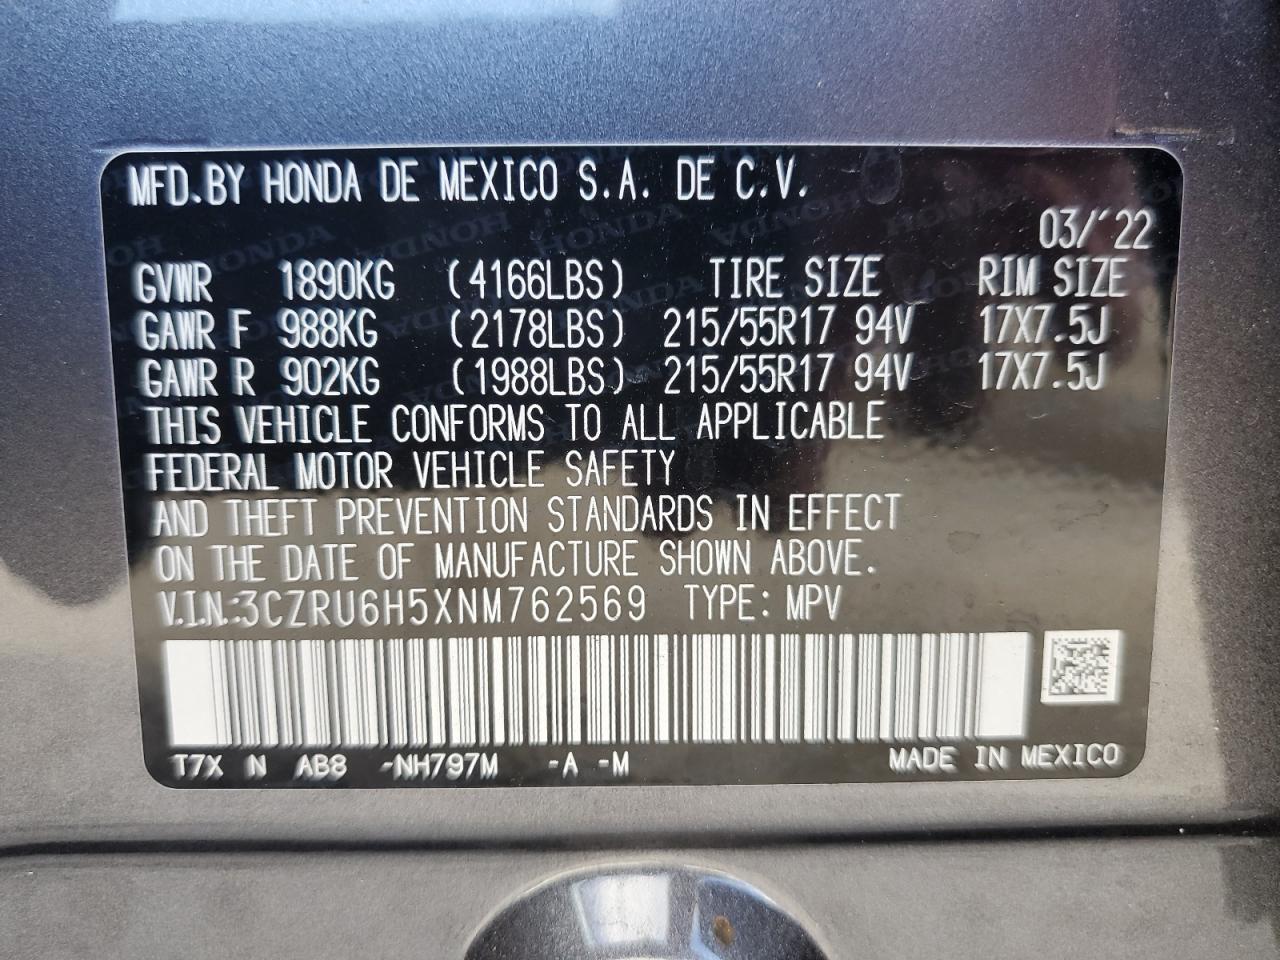 MFD.BY HONDA DE MEXICO S.A. DE C.V.
03/'22
GVWR 1890KG (4166LBS) TIRE SIZE RIM SIZE
GAWR F 988KG (2178LBS) 215/55R17 94V 17X7.5J
GAWR R 902KG (1988LBS) 215/55R17 94V 17X7.5J
THIS VEHICLE CONFORMS TO ALL APPLICABLE
FEDERAL MOTOR VEHICLE SAFETY
AND THEFT PREVENTION STANDARDS IN EFFECT
ON THE DATE OF MANUFACTURE SHOWN ABOVE.
V.I.N.:3CZRU6H5XNM762569 TYPE: MPV
T7X N AB8 -NH797M -A -M MADE IN MEXICO